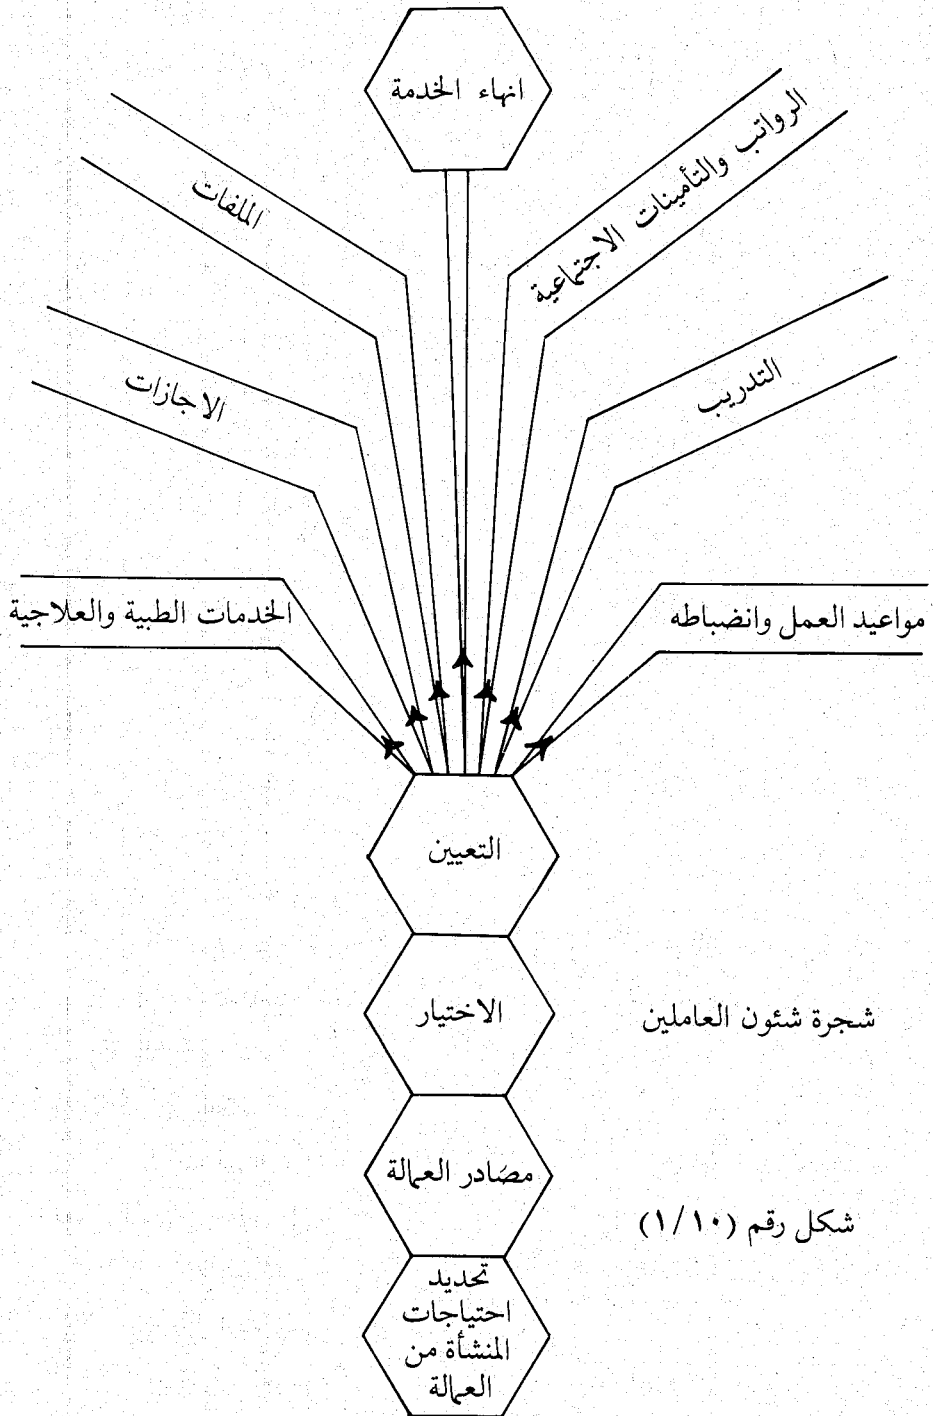 انهاء الخدمة
الرواتب والتأمينات الاجتماعية
الملفات
التدريب
الاجازات
مواعيد العمل وانضباطه
الخدمات الطبية والعلاجية
التعيين
الاختيار
شجرة شئون العاملين
مصادر العمالة
شكل رقم (١/١٠)
تحديد
احتياجات
المنشأة من
العمالة